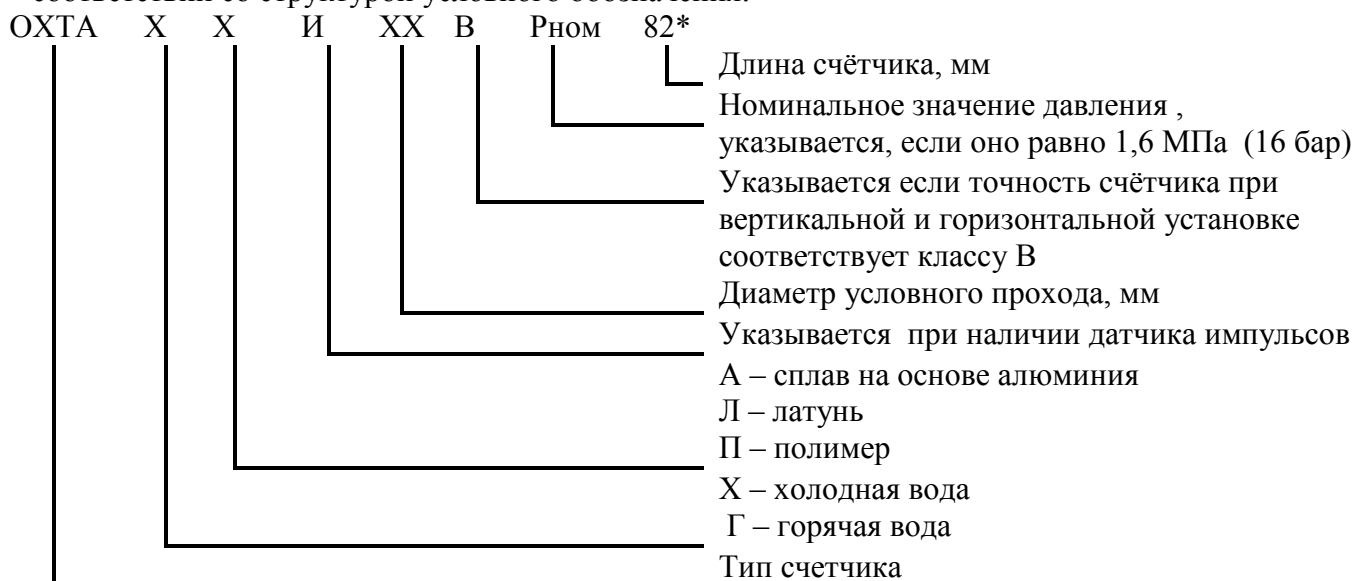 соответствии со структурой условного обозначения:
ОХТА Х Х И ХХ В Рном 82*
Длина счётчика, мм
Номинальное значение давления ,
указывается, если оно равно 1,6 МПа (16 бар)
Указывается если точность счётчика при
вертикальной и горизонтальной установке
соответствует классу В
Диаметр условного прохода, мм
Указывается при наличии датчика импульсов
А – сплав на основе алюминия
Л – латунь
П – полимер
Х – холодная вода
Г – горячая вода
Тип счетчика